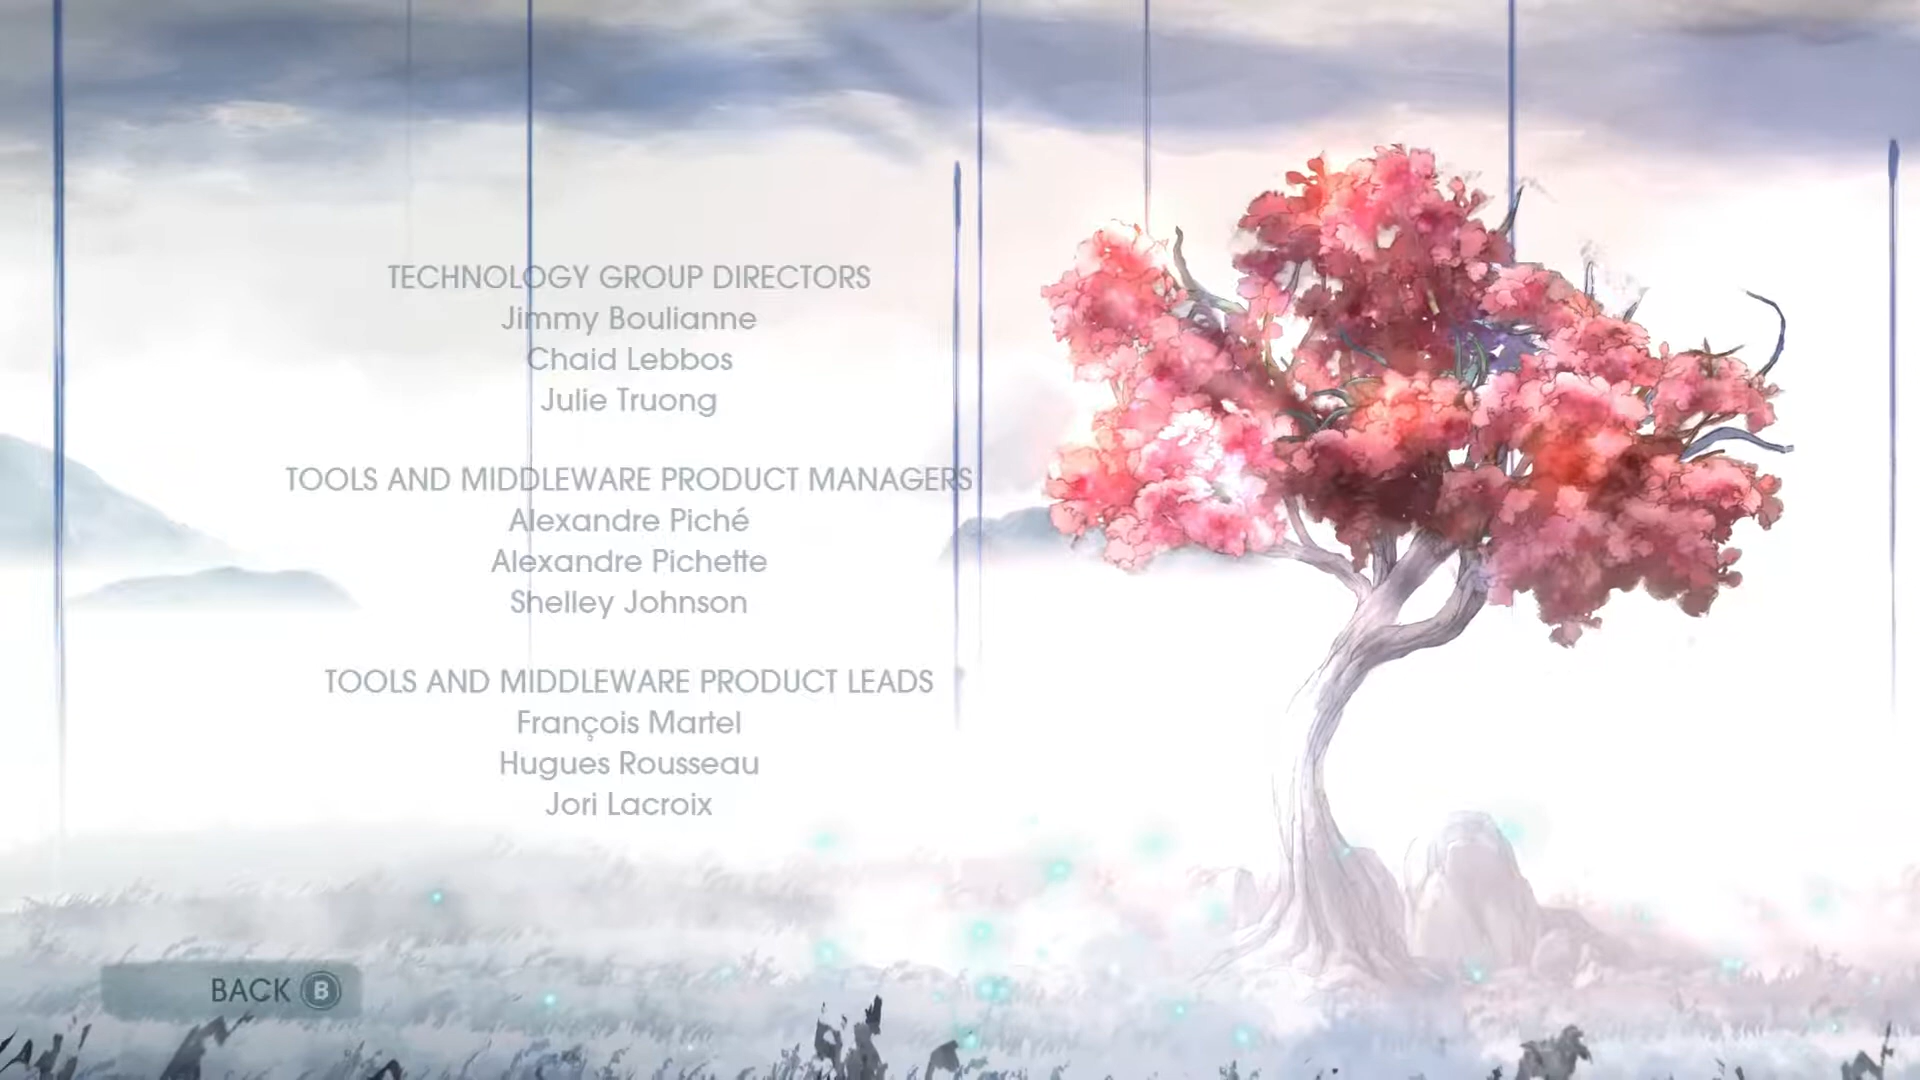 TECHNOLOGY GROUP DIRECTORS
Jimmy Boulianne
Chaid Lebbos
Julie Truong
TOOLS AND MIDDLEWARE PRODUCT MANAGERS
Alexandre Piché
Alexandre Pichette
Shelley Johnson
TOOLS AND MIDDLEWARE PRODUCT LEADS
François Martel
Hugues Rousseau
Jori Lacroix
BACK B